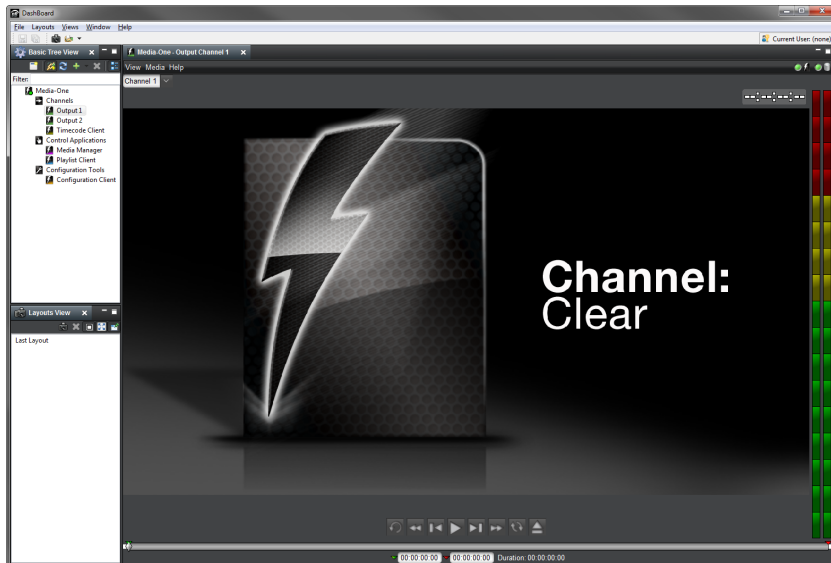 DashBoard
File Layouts Views Window Help
Current User: (none)
Basic Tree View
Media-One - Output Channel 1
View Media Help
Filter:
Channel 1
Media-One
Channels
Output 1
Output 2
Timecode Client
Control Applications
Media Manager
Playlist Client
Configuration Tools
Configuration Client
--:--:--:--
Channel:
Clear
Layouts View
Last Layout
00:00:00:00 00:00:00:00 Duration: 00:00:00:00